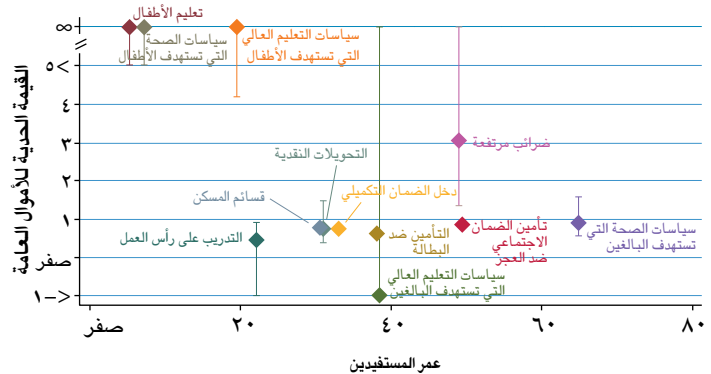 القيمة الحدية للأموال العامة
∞
٥<
٤
٣
٢
١
صفر
١–>
تعليم الأطفال
سياسات الصحة
التي تستهدف الأطفال
سياسات التعليم العالي
التي تستهدف الأطفال
ضرائب مرتفعة
التحويلات النقدية
قسائم المسكن
دخل الضمان التكميلي
التدريب على رأس العمل
التأمين ضد
البطالة
تأمين الضمان
الاجتماعي
ضد العجز
سياسات الصحة التي
تستهدف البالغين
سياسات التعليم العالي
التي تستهدف البالغين
صفر
٢٠
٤٠
٦٠
٨٠
عمر المستفيدين